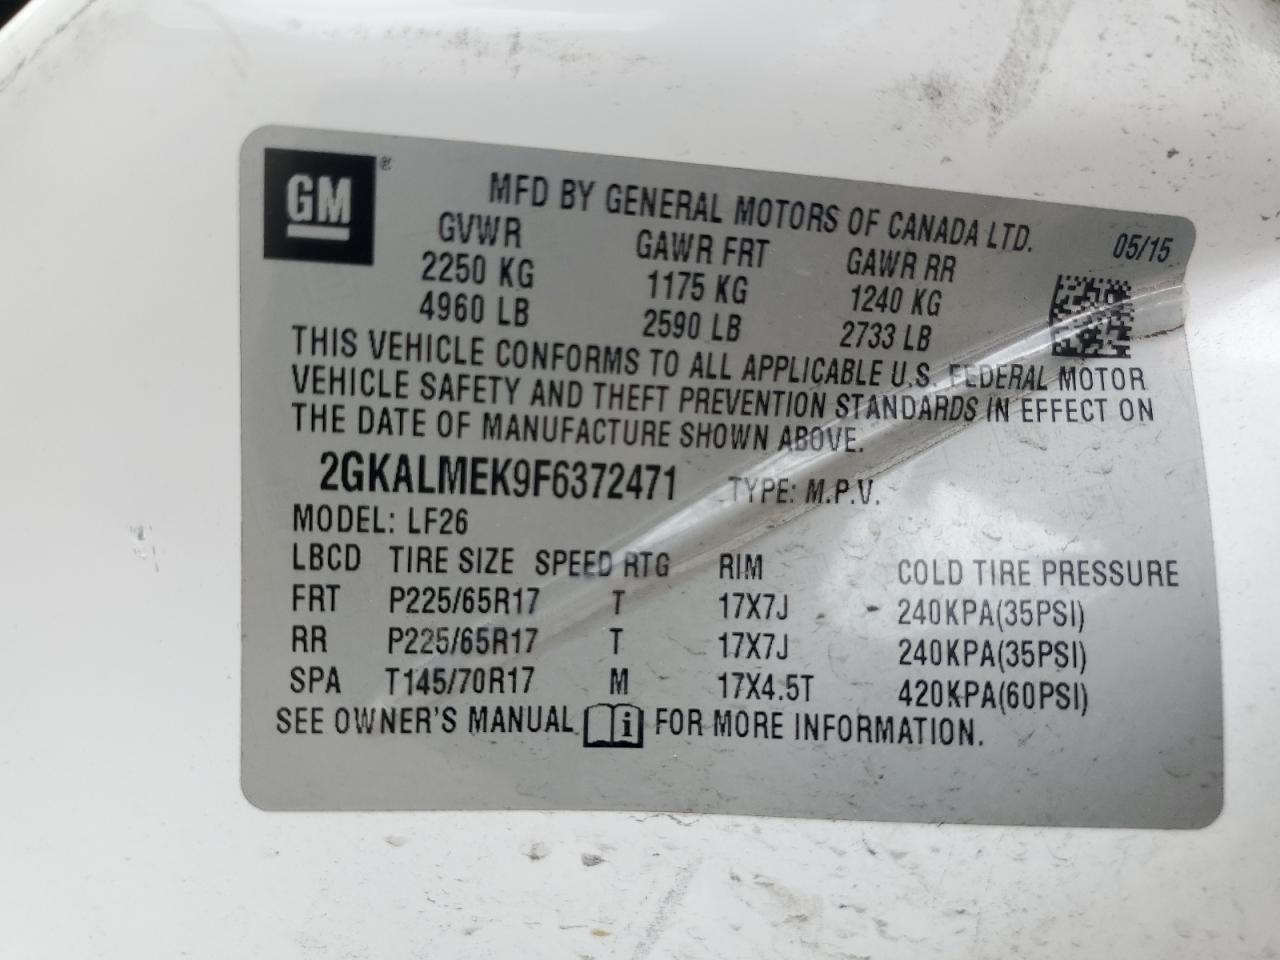 GM ®
MFD BY GENERAL MOTORS OF CANADA LTD. 05/15
GVWR GAWR FRT GAWR RR
2250 KG 1175 KG 1240 KG
4960 LB 2590 LB 2733 LB
THIS VEHICLE CONFORMS TO ALL APPLICABLE U.S. FEDERAL MOTOR
VEHICLE SAFETY AND THEFT PREVENTION STANDARDS IN EFFECT ON
THE DATE OF MANUFACTURE SHOWN ABOVE.
2GKALMEK9F6372471 TYPE: M.P.V.
MODEL: LF26
LBCD TIRE SIZE SPEED RTG RIM COLD TIRE PRESSURE
FRT P225/65R17 T 17X7J 240KPA(35PSI)
RR P225/65R17 T 17X7J 240KPA(35PSI)
SPA T145/70R17 M 17X4.5T 420KPA(60PSI)
SEE OWNER'S MANUAL i FOR MORE INFORMATION.